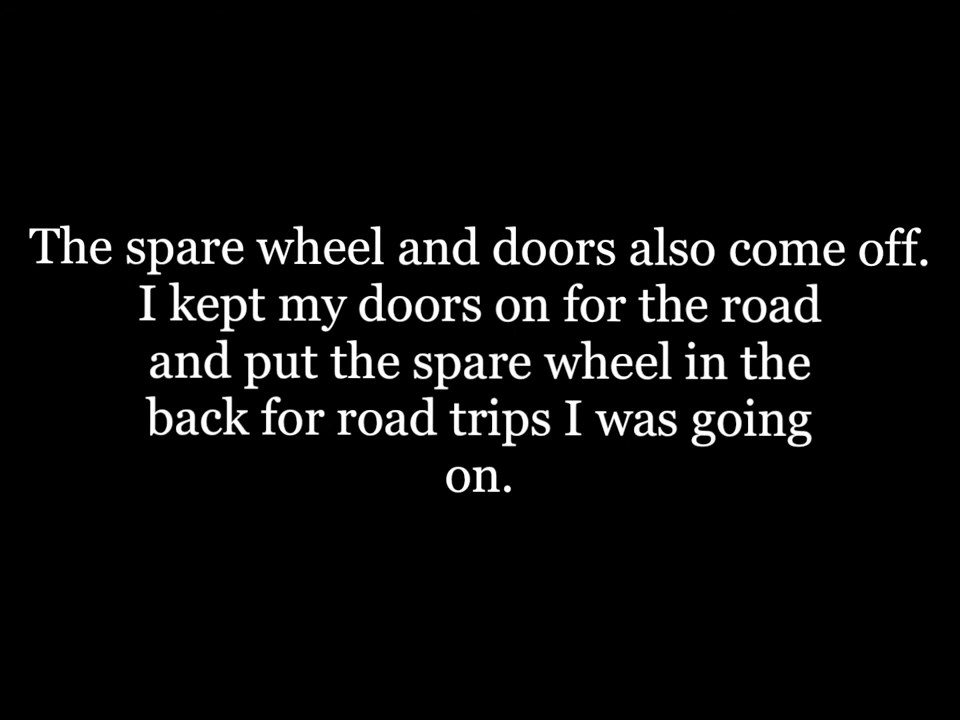 The spare wheel and doors also come off.
I kept my doors on for the road
and put the spare wheel in the
back for road trips I was going
on.